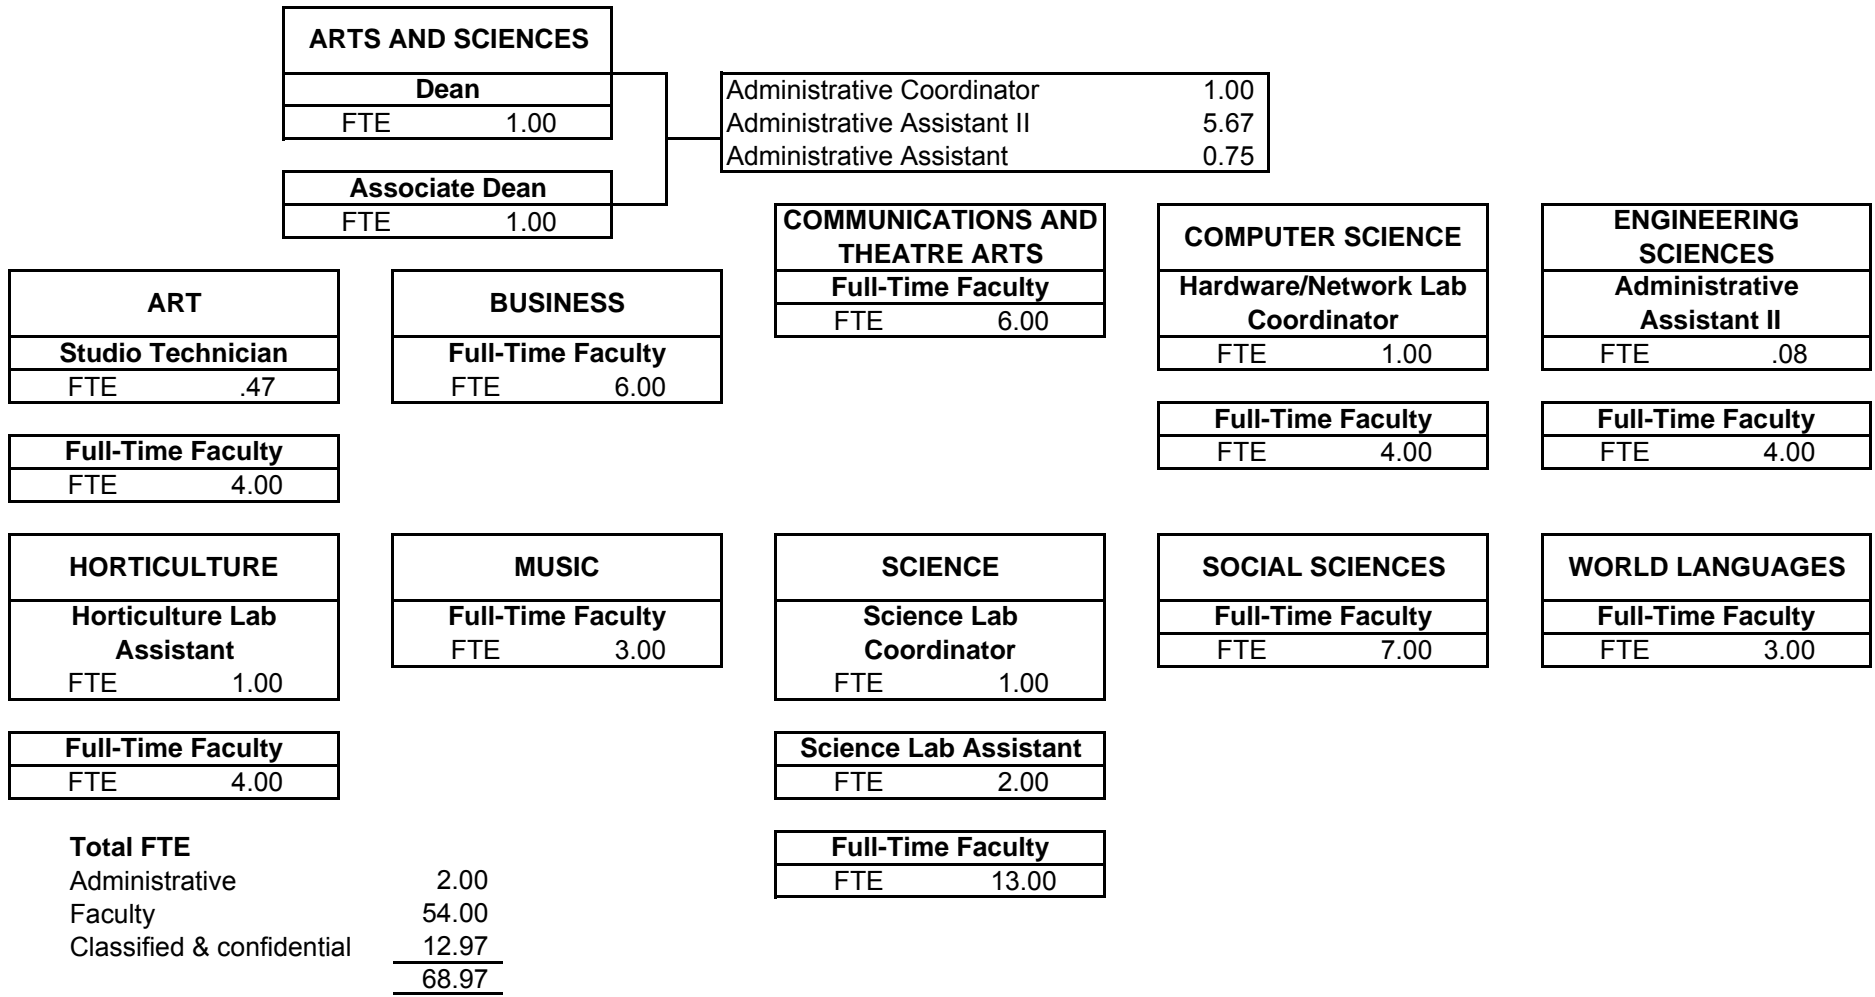 ARTS AND SCIENCES
Dean
FTE 1.00
Administrative Coordinator 1.00
Administrative Assistant II 5.67
Administrative Assistant 0.75
Associate Dean
FTE 1.00
ART
Studio Technician
FTE .47
Full-Time Faculty
FTE 4.00
BUSINESS
Full-Time Faculty
FTE 6.00
COMMUNICATIONS AND
THEATRE ARTS
Full-Time Faculty
FTE 6.00
COMPUTER SCIENCE
Hardware/Network Lab
Coordinator
FTE 1.00
Full-Time Faculty
FTE 4.00
ENGINEERING
SCIENCES
Administrative
Assistant II
FTE .08
Full-Time Faculty
FTE 4.00
HORTICULTURE
Horticulture Lab
Assistant
FTE 1.00
Full-Time Faculty
FTE 4.00
MUSIC
Full-Time Faculty
FTE 3.00
SCIENCE
Science Lab
Coordinator
FTE 1.00
Science Lab Assistant
FTE 2.00
Full-Time Faculty
FTE 13.00
SOCIAL SCIENCES
Full-Time Faculty
FTE 7.00
WORLD LANGUAGES
Full-Time Faculty
FTE 3.00
Total FTE
Administrative 2.00
Faculty 54.00
Classified & confidential 12.97
68.97